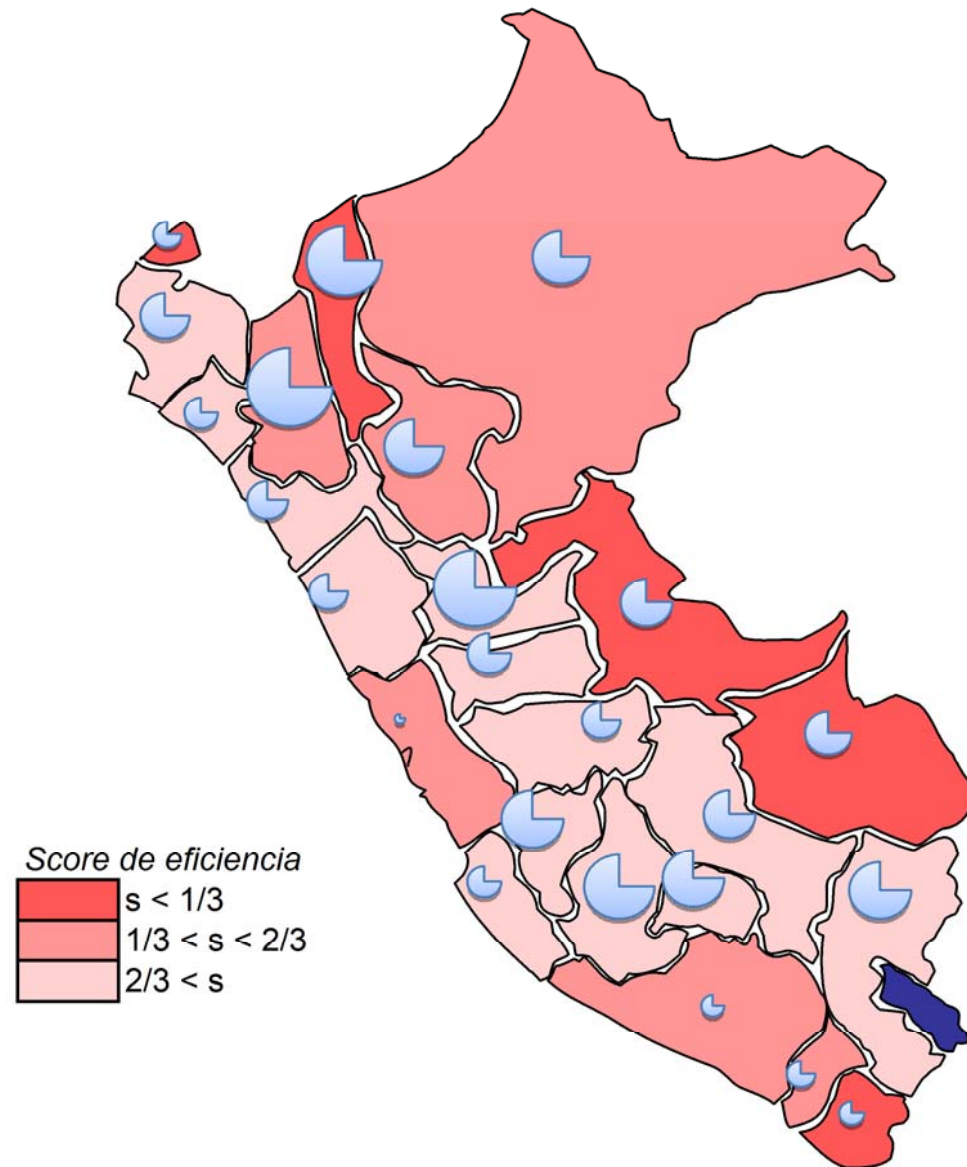 Score de eficiencia
s < 1/3
1/3 < s < 2/3
2/3 < s